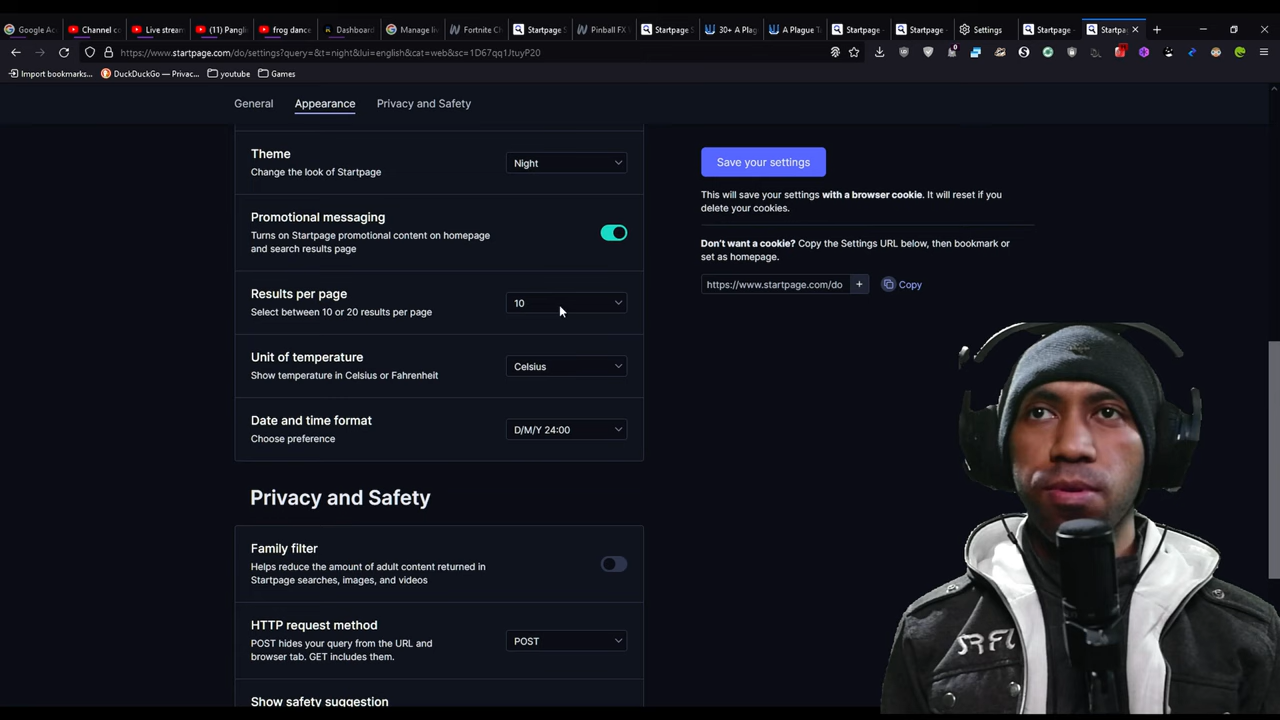 Google Ac
Channel c
Live strea
(11) Pangli
frog danc
Dashboard
Manage li
Fortnite Ch
Startpage S
Pinball FX
Startpage S
30+ A Plag
A Plague T
Startpage
Startpage
Settings
Startpage
Startpa
https://www.startpage.com/do/settings?query=&t=night&lui=english&cat=web&sc=1D67qq1JtuyP20
Import bookmarks...
DuckDuckGo — Privac...
youtube
Games
General
Appearance
Privacy and Safety
Theme
Change the look of Startpage
Night
Promotional messaging
Turns on Startpage promotional content on homepage
and search results page
Results per page
Select between 10 or 20 results per page
10
Unit of temperature
Show temperature in Celsius or Fahrenheit
Celsius
Date and time format
Choose preference
D/M/Y 24:00
Privacy and Safety
Family filter
Helps reduce the amount of adult content returned in
Startpage searches, images, and videos
HTTP request method
POST hides your query from the URL and
browser tab. GET includes them.
POST
Show safety suggestion
Save your settings
This will save your settings with a browser cookie. It will reset if you
delete your cookies.
Don't want a cookie? Copy the Settings URL below, then bookmark or
set as homepage.
https://www.startpage.com/do
+
Copy